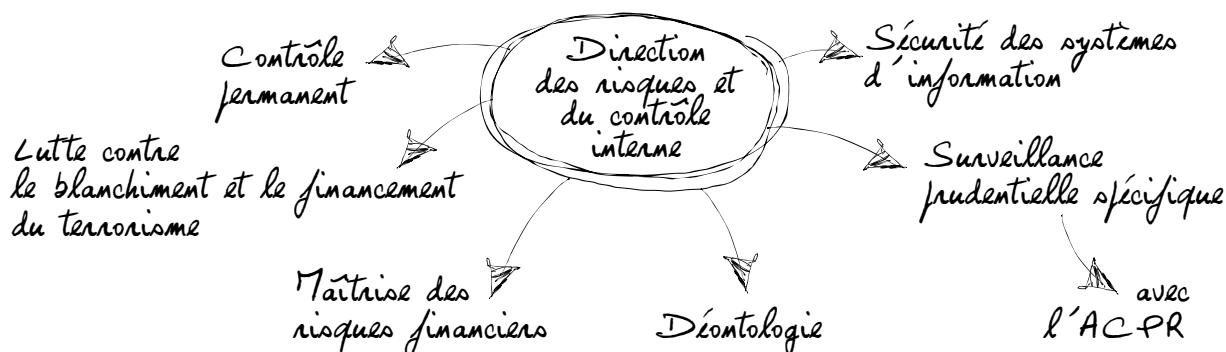 Direction
des risques et
du contrôle
interne
Contrôle
permanent
Lutte contre
le blanchiment et le financement
du terrorisme
Maîtrise des
risques financiers
Déontologie
Sécurité des systèmes
d'information
Surveillance
prudentielle spécifique
avec
l'ACPR